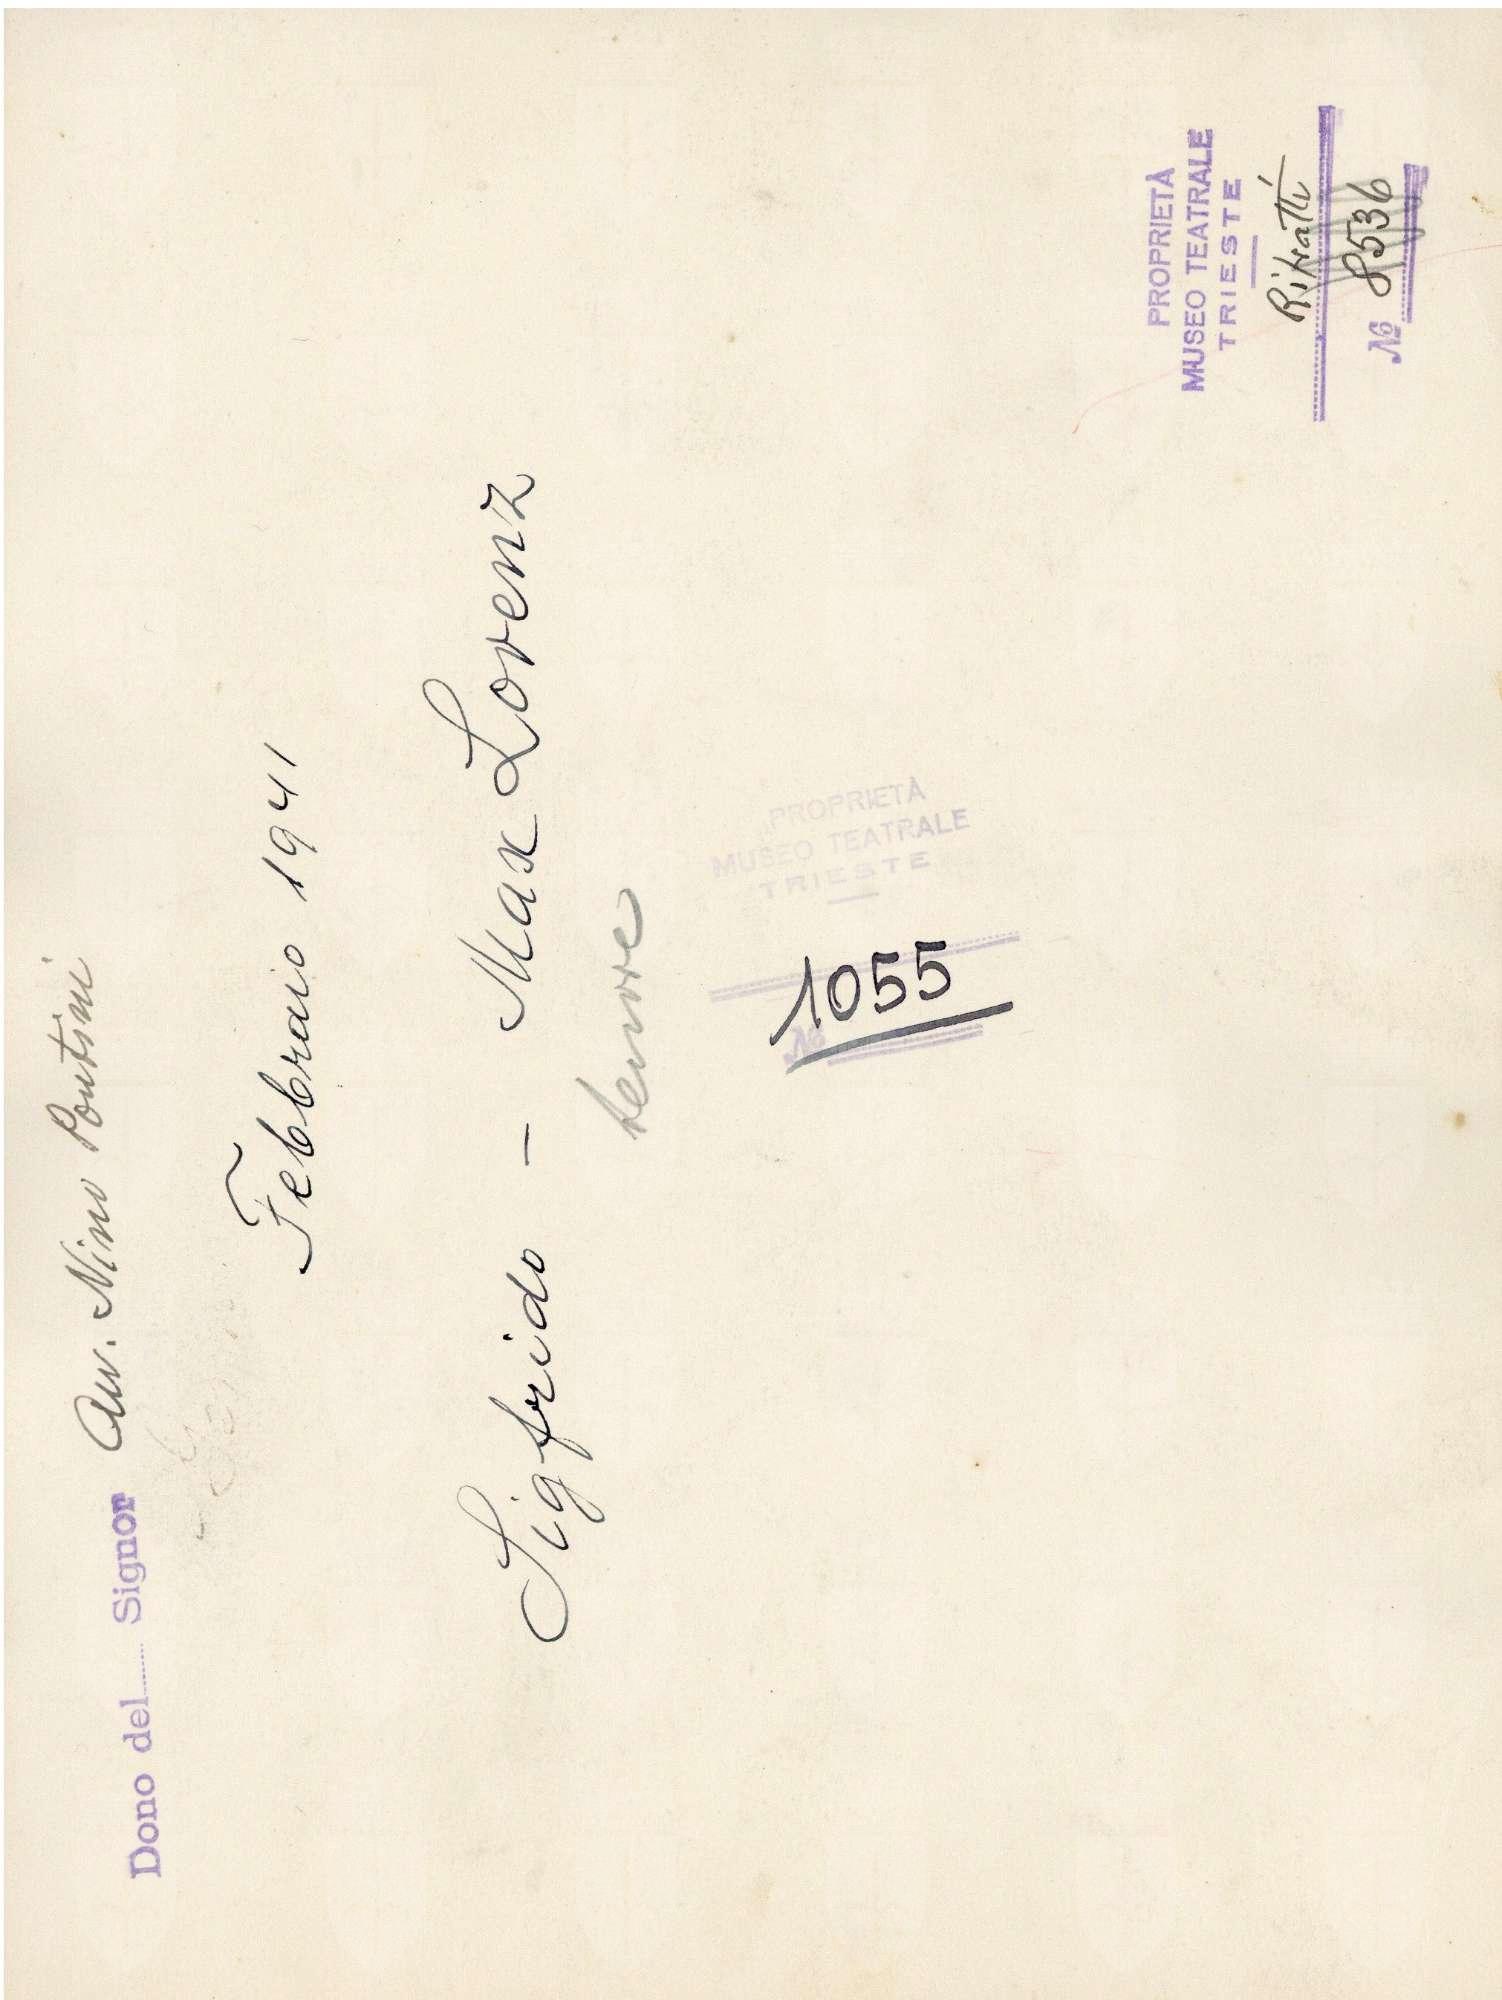 Dono del Signor Avv. Nino Pontini
Febbraio 1941
Sigfrido - Max Lorenz
tenore
PROPRIETÀ
MUSEO TEATRALE
TRIESTE
№ 1055
PROPRIETÀ
MUSEO TEATRALE
TRIESTE
Ritratti
№ 8536